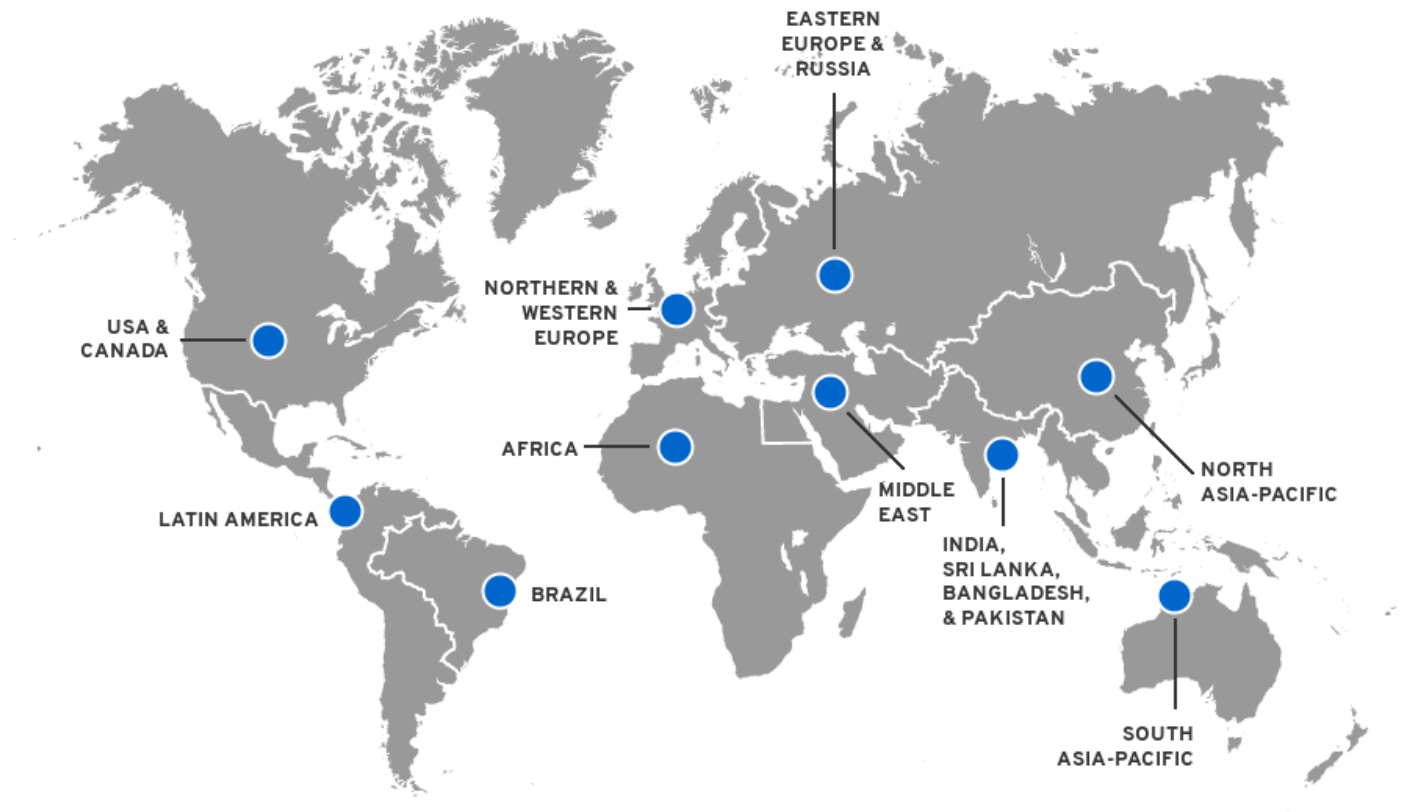 EASTERN
EUROPE &
RUSSIA
NORTHERN &
WESTERN
EUROPE
USA &
CANADA
AFRICA
MIDDLE
EAST
NORTH
ASIA-PACIFIC
LATIN AMERICA
INDIA,
SRI LANKA,
BANGLADESH,
& PAKISTAN
BRAZIL
SOUTH
ASIA-PACIFIC